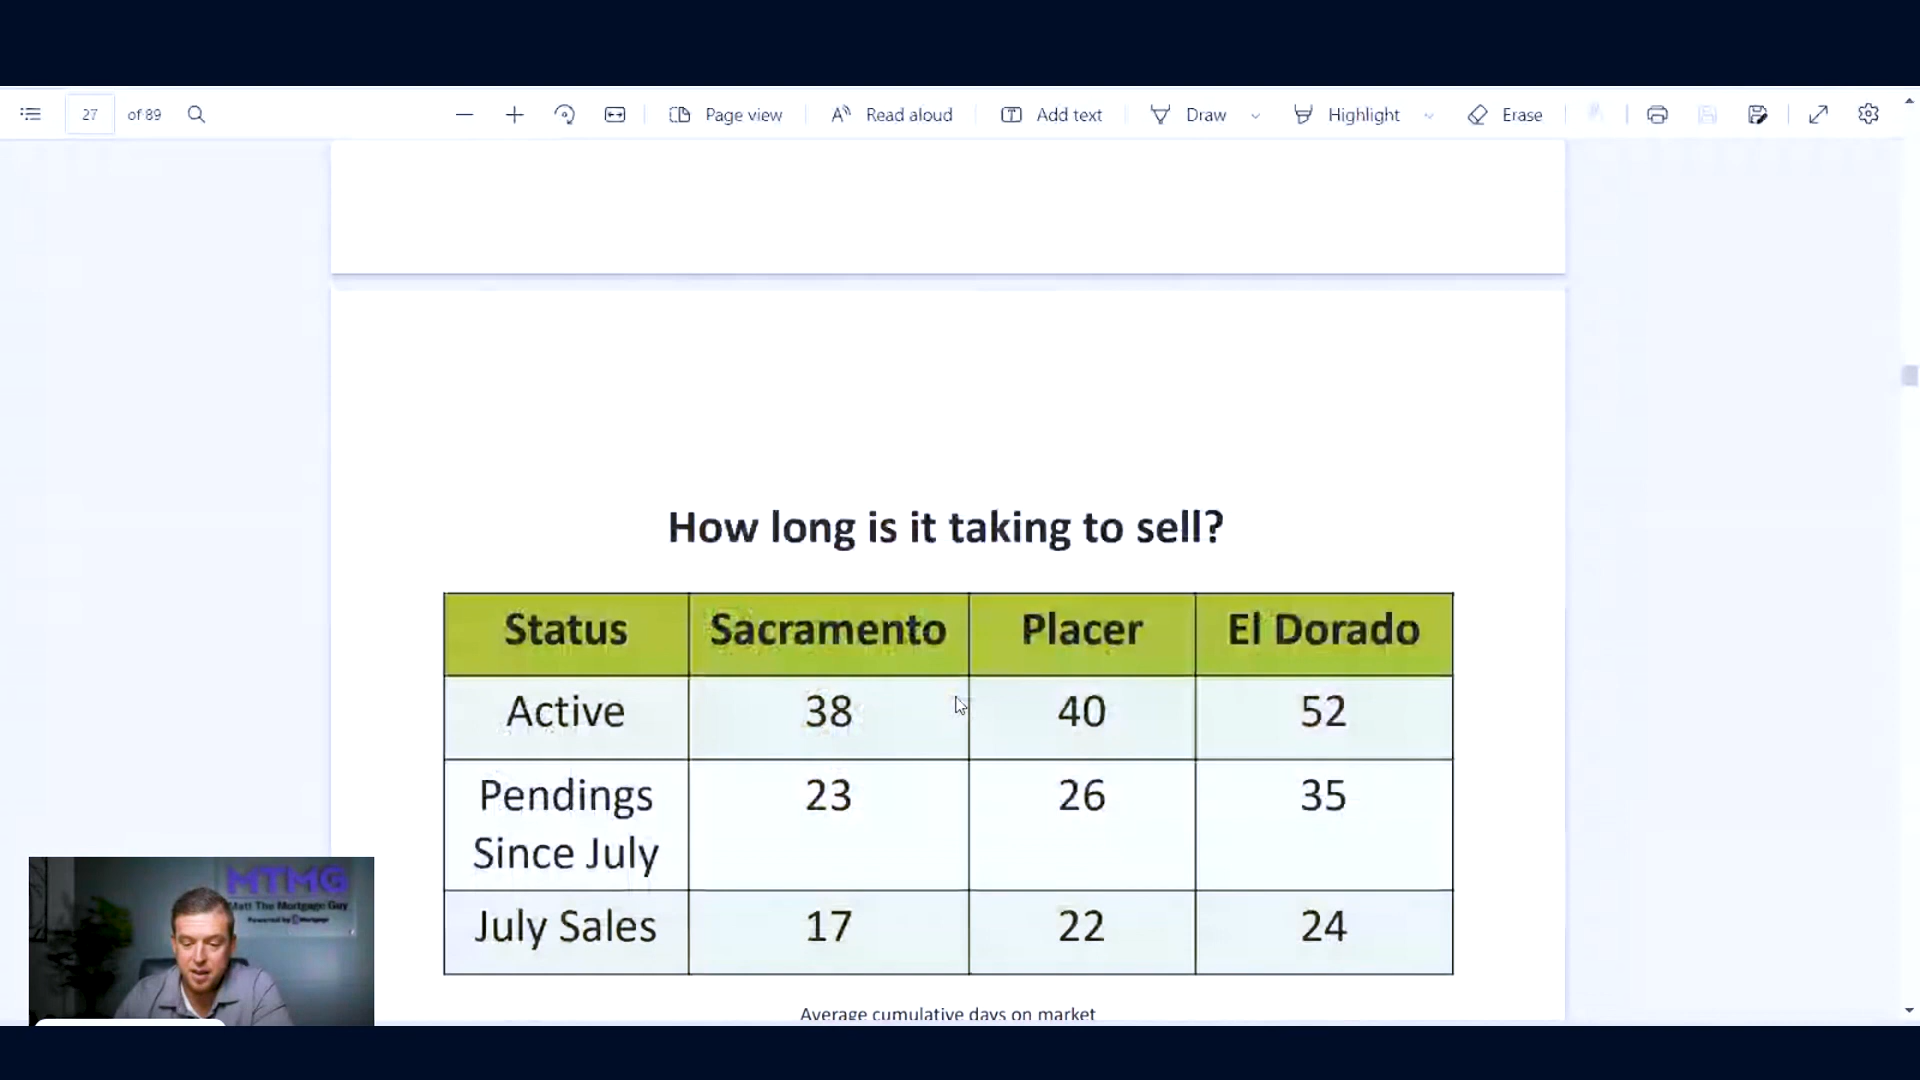 27 of 89 Page view Read aloud Add text Draw Highlight Erase
How long is it taking to sell?
Status Sacramento Placer El Dorado
Active 38 40 52
Pendings Since July 23 26 35
July Sales 17 22 24
Average cumulative days on market
MTMG
Matt The Mortgage Guy
Powered by